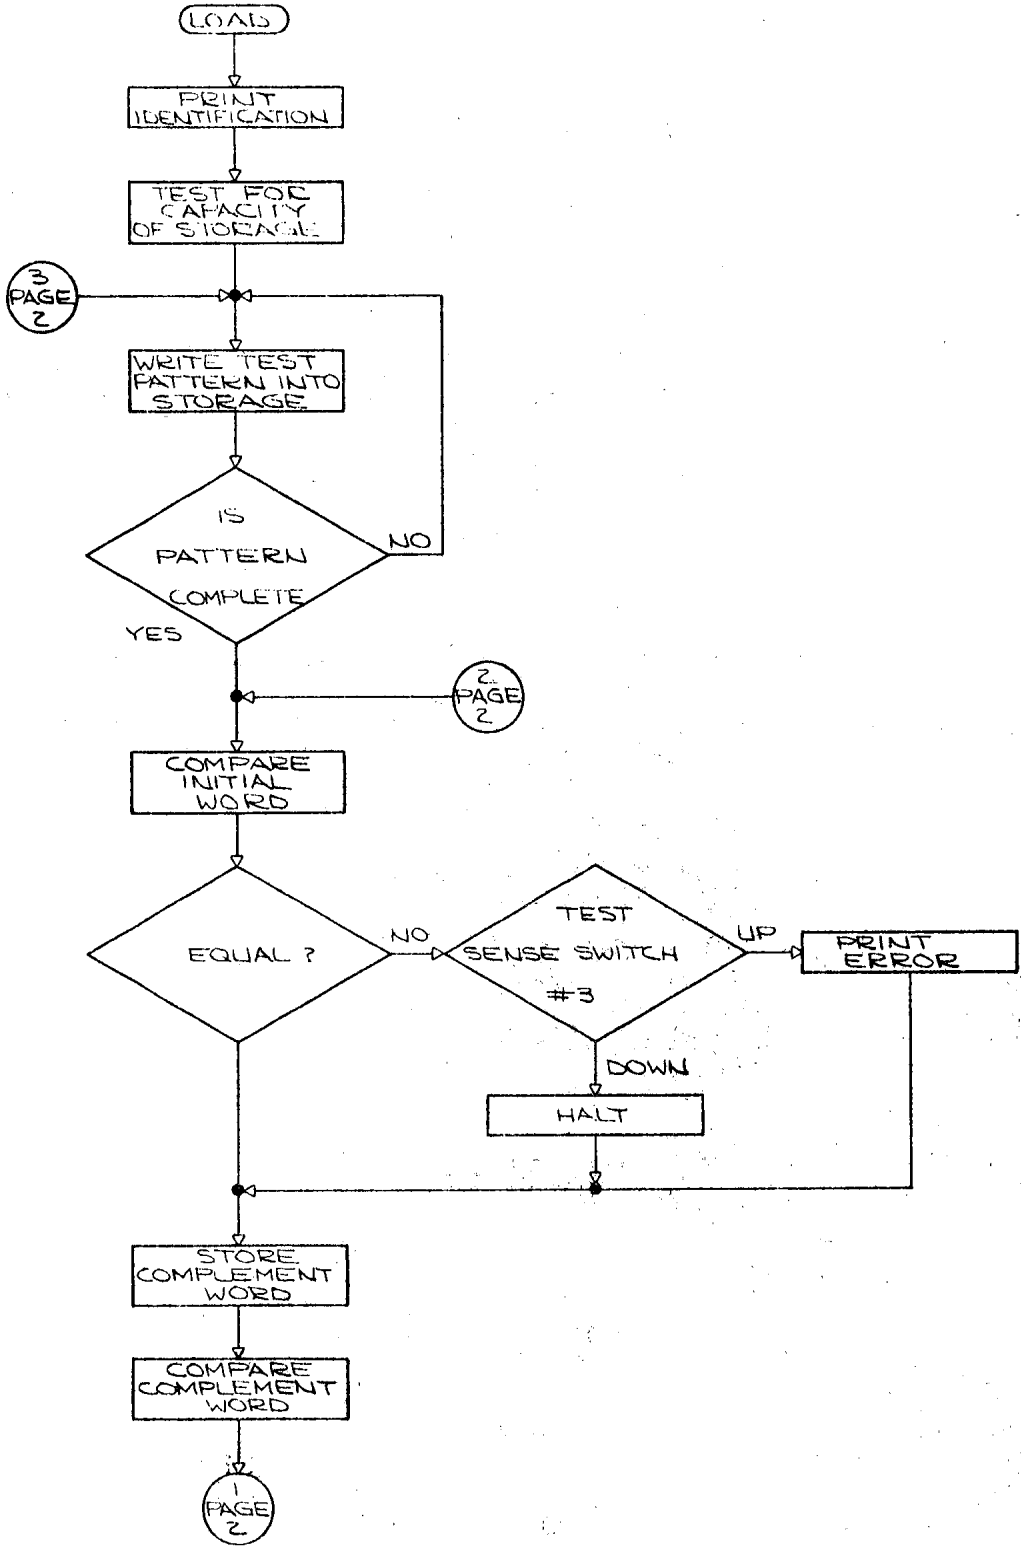 LOAD
PRINT
IDENTIFICATION
TEST FOR
CAPACITY
OF STORAGE
3
PAGE
2
WRITE TEST
PATTERN INTO
STORAGE
IS
PATTERN
COMPLETE
NO
YES
2
PAGE
2
COMPARE
INITIAL
WORD
EQUAL ?
NO
TEST
SENSE SWITCH
#3
UP
PRINT
ERROR
DOWN
HALT
STORE
COMPLEMENT
WORD
COMPARE
COMPLEMENT
WORD
1
PAGE
2